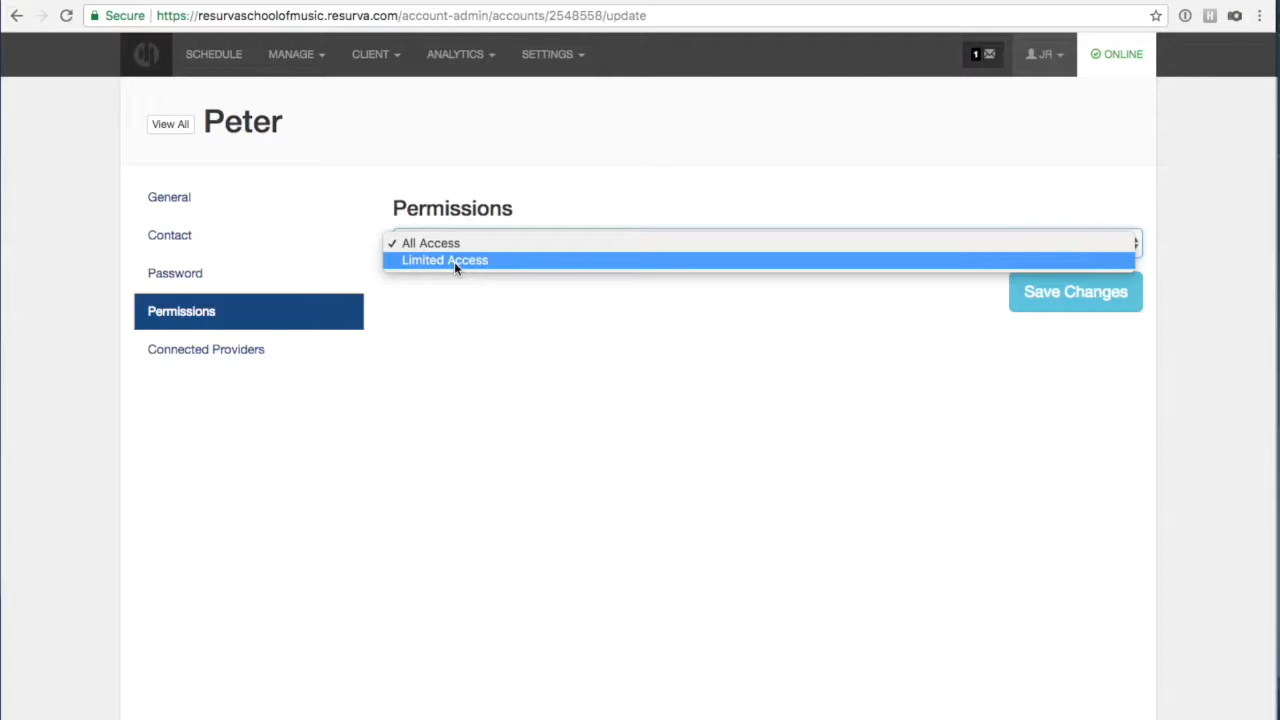 Secure https://resurvaschoolofmusic.resurva.com/account-admin/accounts/2548558/update
SCHEDULE MANAGE CLIENT ANALYTICS SETTINGS 1 JR ONLINE
View All Peter
General
Contact
Password
Permissions
Connected Providers
Permissions
✓ All Access
Limited Access
Save Changes